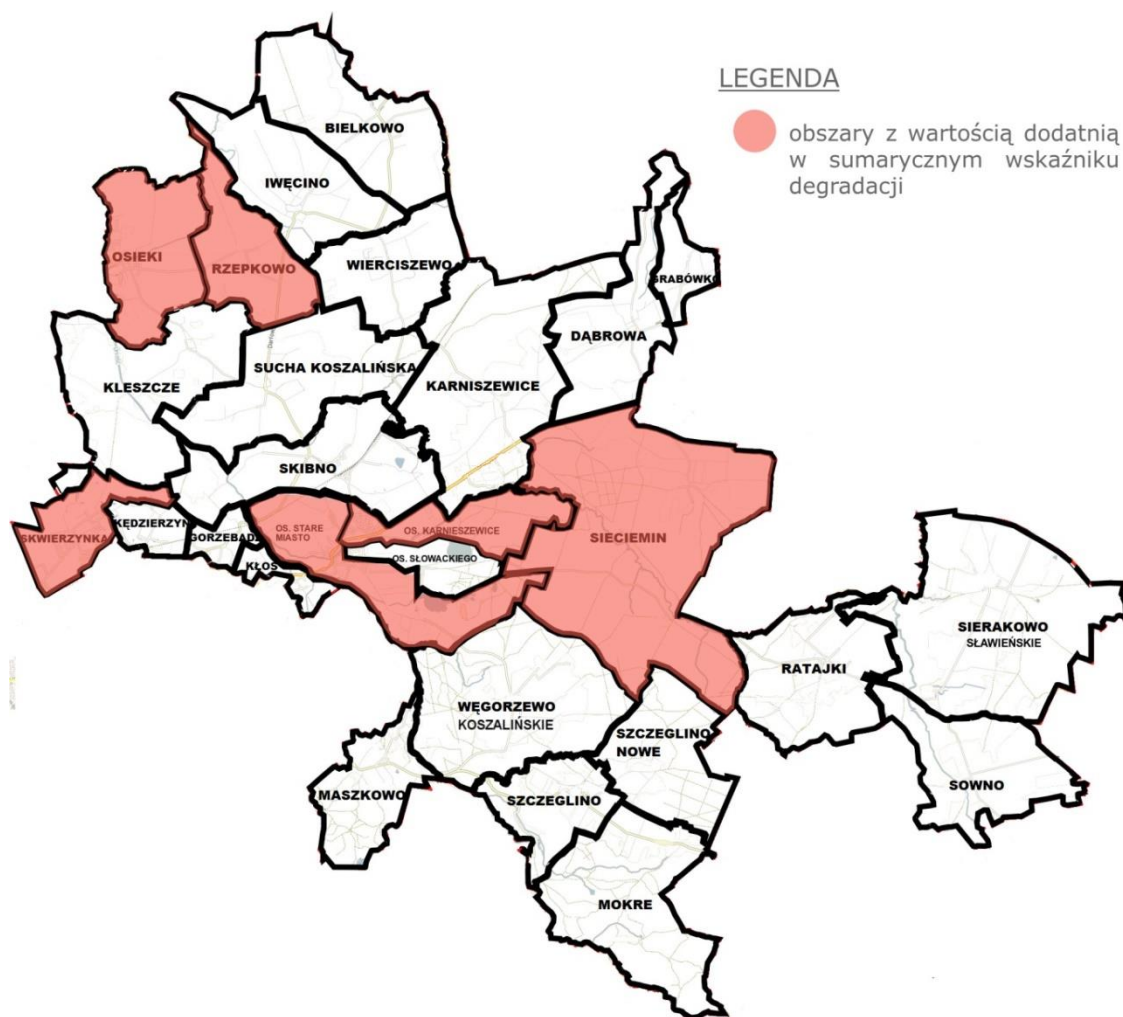 LEGENDA
obszary z wartością dodatnią
w sumarycznym wskaźniku
degradacji
BIELKOWO
IWĘCINO
OSIEKI
RZEPKOWO
WIERCISZEWO
GRABÓWKO
DĄBROWA
SUCHA KOSZALIŃSKA
KLESZCZE
KARNISZEWICE
SKIBNO
SKWIERZYNKA
KĘDZIERZYN
GORZEBĄDZ
OS. STARE
MIASTO
OS. KARNIESZEWICE
SIECIEMIN
OS. SŁOWACKIEGO
KŁOS
SIERAKOWO
SŁAWIEŃSKIE
RATAJKI
WĘGORZEWO
KOSZALIŃSKIE
SZCZEGLINO
NOWE
MASZKOWO
SZCZEGLINO
SOWNO
MOKRE